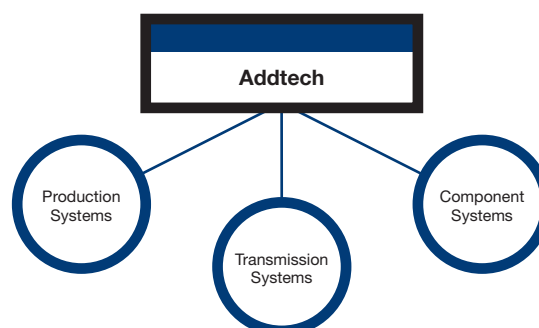 Addtech
Production
Systems
Transmission
Systems
Component
Systems